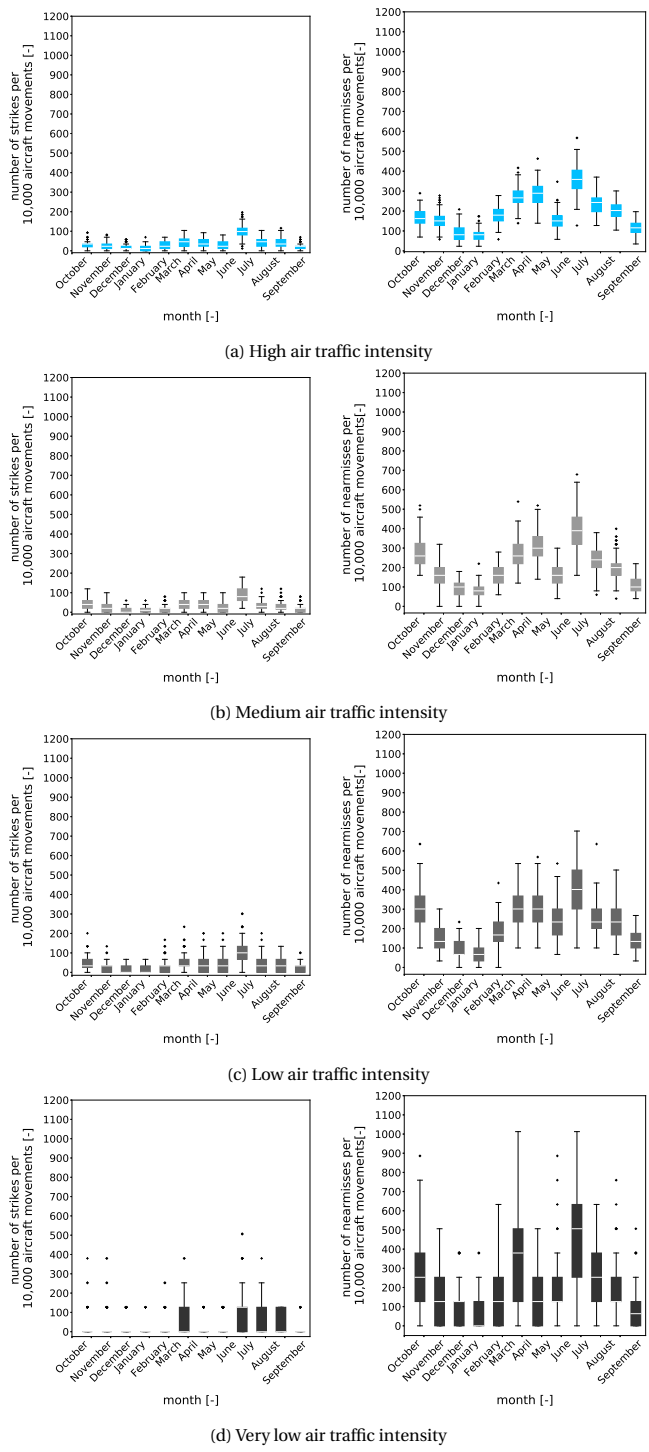 1200
1100
1000
900
800
700
600
500
400
300
200
100
0
number of strikes per
10,000 aircraft movements [-]
October
November
December
January
February
March
April
May
June
July
August
September
month [-]
1200
1100
1000
900
800
700
600
500
400
300
200
100
0
number of nearmisses per
10,000 aircraft movements[-]
October
November
December
January
February
March
April
May
June
July
August
September
month [-]
(a) High air traffic intensity
1200
1100
1000
900
800
700
600
500
400
300
200
100
0
number of strikes per
10,000 aircraft movements [-]
October
November
December
January
February
March
April
May
June
July
August
September
month [-]
1200
1100
1000
900
800
700
600
500
400
300
200
100
0
number of nearmisses per
10,000 aircraft movements[-]
October
November
December
January
February
March
April
May
June
July
August
September
month [-]
(b) Medium air traffic intensity
1200
1100
1000
900
800
700
600
500
400
300
200
100
0
number of strikes per
10,000 aircraft movements [-]
October
November
December
January
February
March
April
May
June
July
August
September
month [-]
1200
1100
1000
900
800
700
600
500
400
300
200
100
0
number of nearmisses per
10,000 aircraft movements[-]
October
November
December
January
February
March
April
May
June
July
August
September
month [-]
(c) Low air traffic intensity
1200
1100
1000
900
800
700
600
500
400
300
200
100
0
number of strikes per
10,000 aircraft movements [-]
October
November
December
January
February
March
April
May
June
July
August
September
month [-]
1200
1100
1000
900
800
700
600
500
400
300
200
100
0
number of nearmisses per
10,000 aircraft movements[-]
October
November
December
January
February
March
April
May
June
July
August
September
month [-]
(d) Very low air traffic intensity